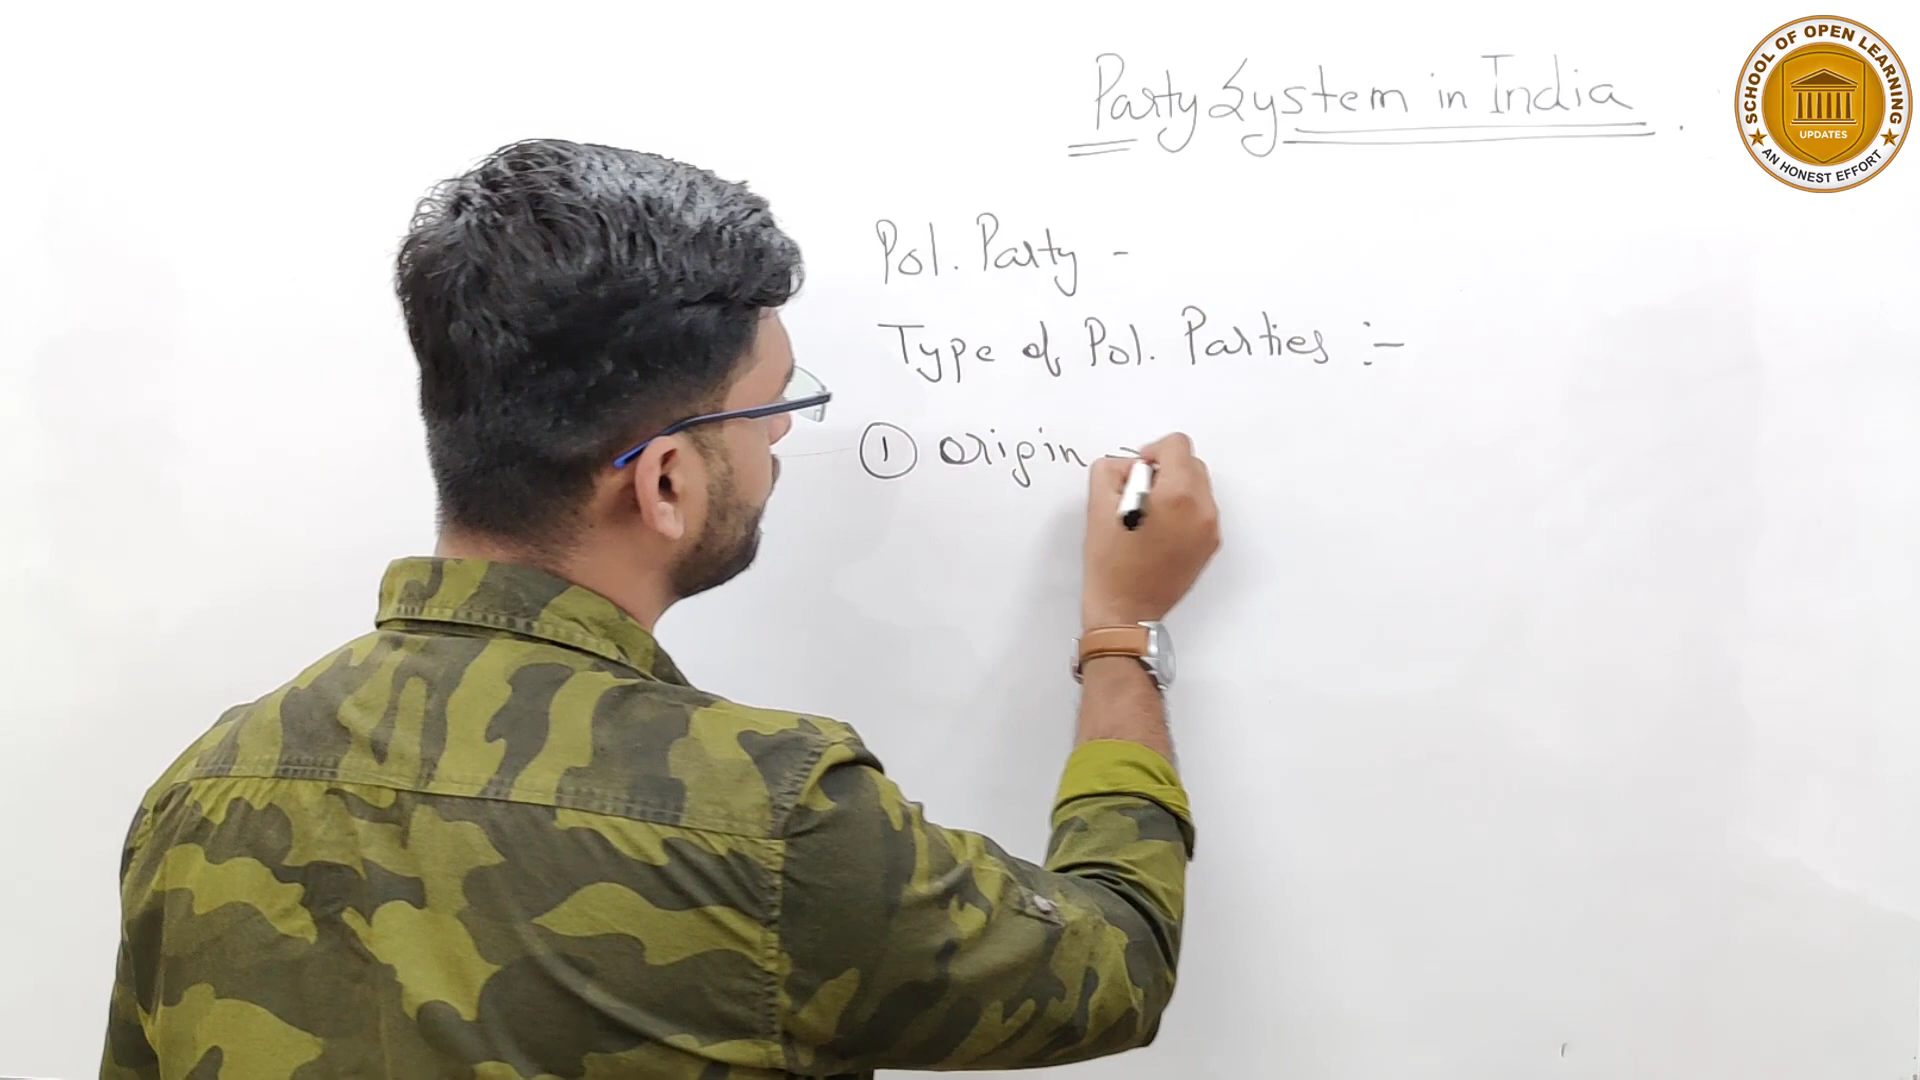 Party System in India.
SCHOOL OF OPEN LEARNING
UPDATES
AN HONEST EFFORT
Pol. Party -
Type of Pol. Parties :-
① Origin →